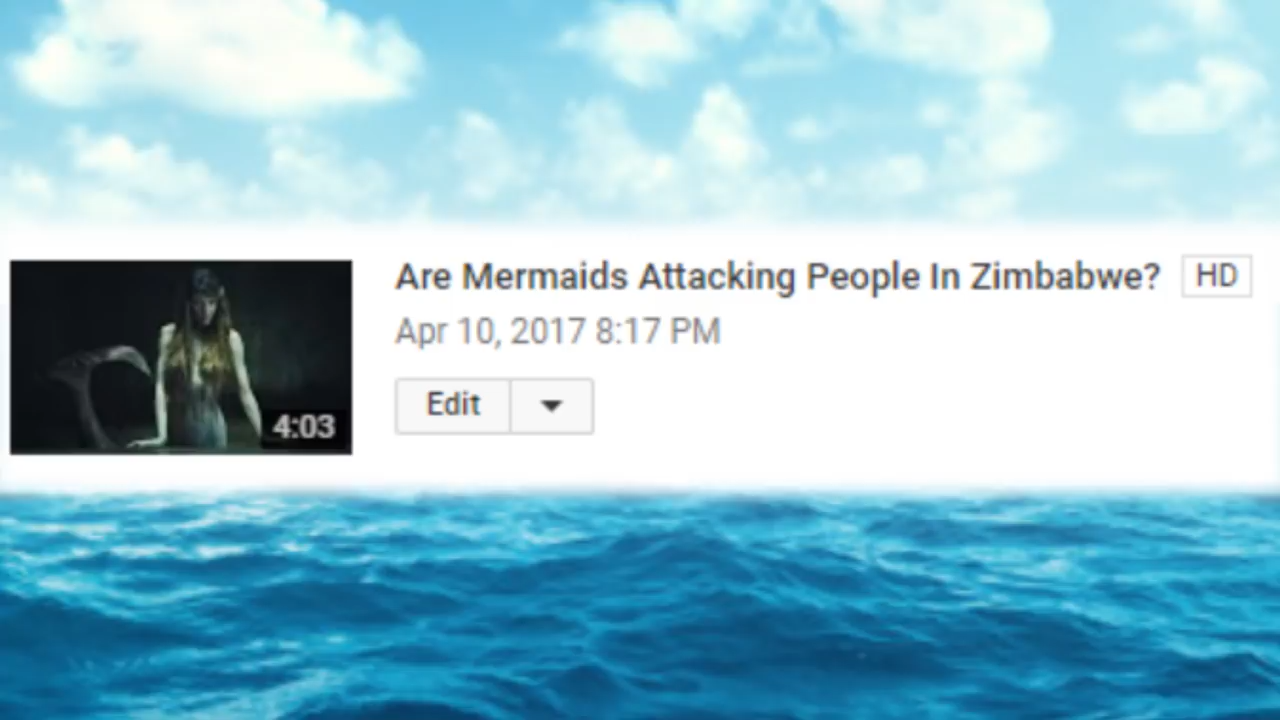 Are Mermaids Attacking People In Zimbabwe? HD
Apr 10, 2017 8:17 PM
Edit
4:03